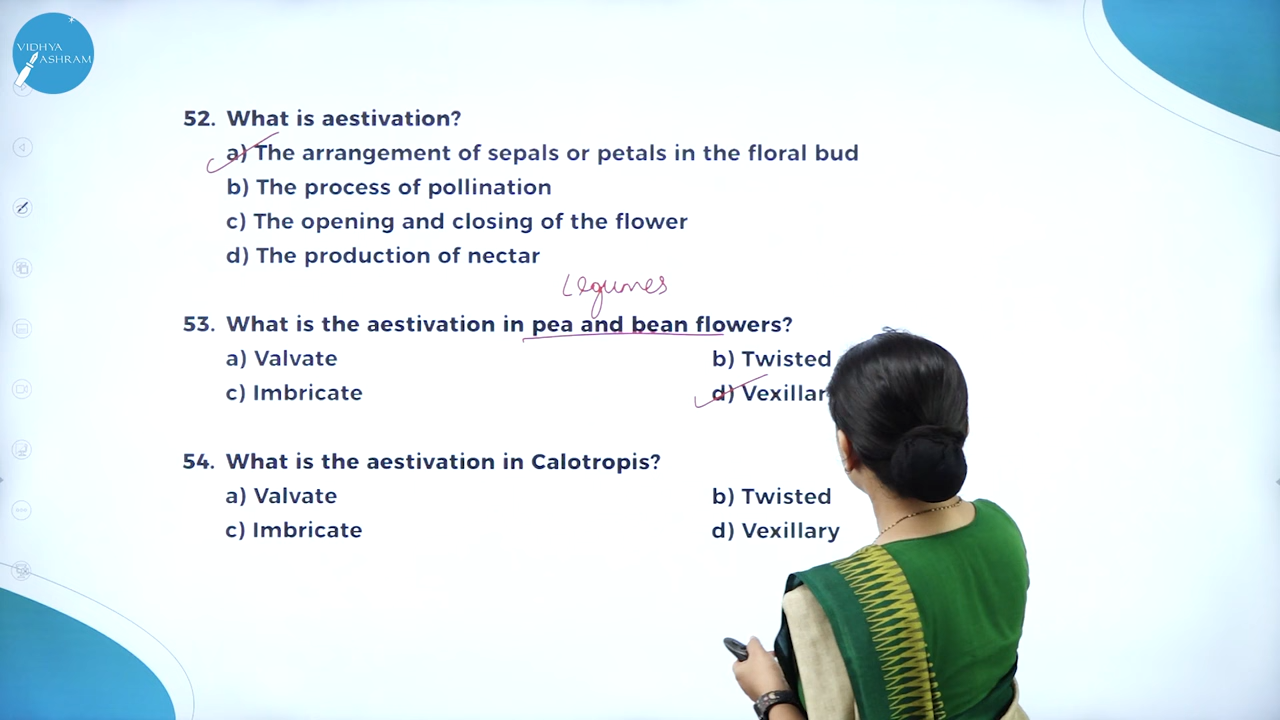 VIDHYA
ASHRAM
52. What is aestivation?
a) The arrangement of sepals or petals in the floral bud
b) The process of pollination
c) The opening and closing of the flower
d) The production of nectar
Legumes
53. What is the aestivation in pea and bean flowers?
a) Valvate b) Twisted
c) Imbricate d) Vexillar
54. What is the aestivation in Calotropis?
a) Valvate b) Twisted
c) Imbricate d) Vexillary